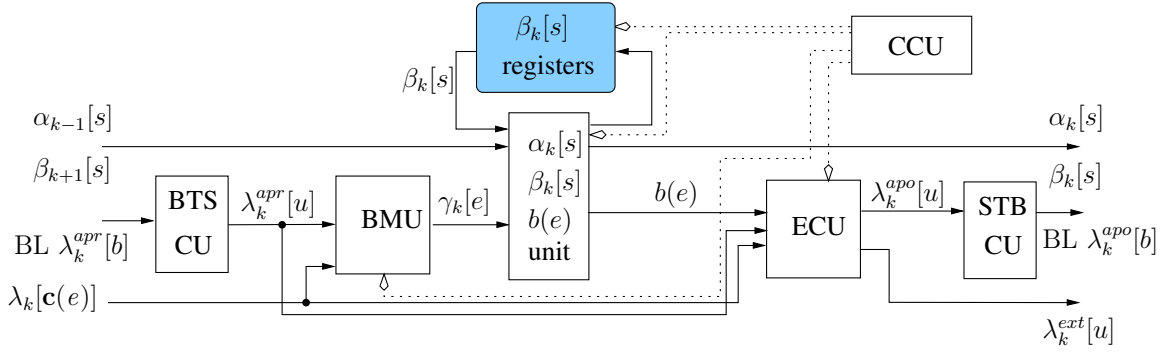 β_k[s]
registers
CCU
β_k[s]
α_{k−1}[s]
α_k[s]
α_k[s]
β_{k+1}[s]
β_k[s]
β_k[s]
BTS
CU
λ_k^{apr}[u]
BMU
γ_k[e]
b(e)
unit
b(e)
ECU
λ_k^{apo}[u]
STB
CU
BL λ_k^{apr}[b]
BL λ_k^{apo}[b]
λ_k[c(e)]
λ_k^{ext}[u]